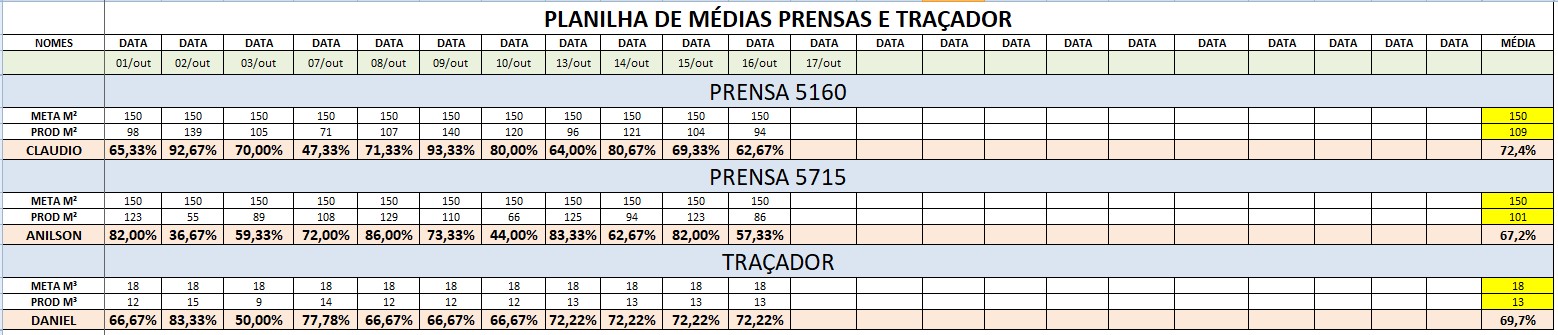 PLANILHA DE MÉDIAS PRENSAS E TRAÇADOR
NOMES DATA DATA DATA DATA DATA DATA DATA DATA DATA DATA DATA DATA DATA DATA DATA DATA DATA DATA DATA DATA DATA DATA MÉDIA
01/out 02/out 03/out 07/out 08/out 09/out 10/out 13/out 14/out 15/out 16/out 17/out
PRENSA 5160
META M² 150 150 150 150 150 150 150 150 150 150 150 150
PROD M² 98 139 105 71 107 140 120 96 121 104 94 109
CLAUDIO 65,33% 92,67% 70,00% 47,33% 71,33% 93,33% 80,00% 64,00% 80,67% 69,33% 62,67% 72,4%
PRENSA 5715
META M² 150 150 150 150 150 150 150 150 150 150 150 150
PROD M² 123 55 89 108 129 110 66 125 94 123 86 101
ANILSON 82,00% 36,67% 59,33% 72,00% 86,00% 73,33% 44,00% 83,33% 62,67% 82,00% 57,33% 67,2%
TRAÇADOR
META M³ 18 18 18 18 18 18 18 18 18 18 18 18
PROD M³ 12 15 9 14 12 12 12 13 13 13 13 13
DANIEL 66,67% 83,33% 50,00% 77,78% 66,67% 66,67% 66,67% 72,22% 72,22% 72,22% 72,22% 69,7%